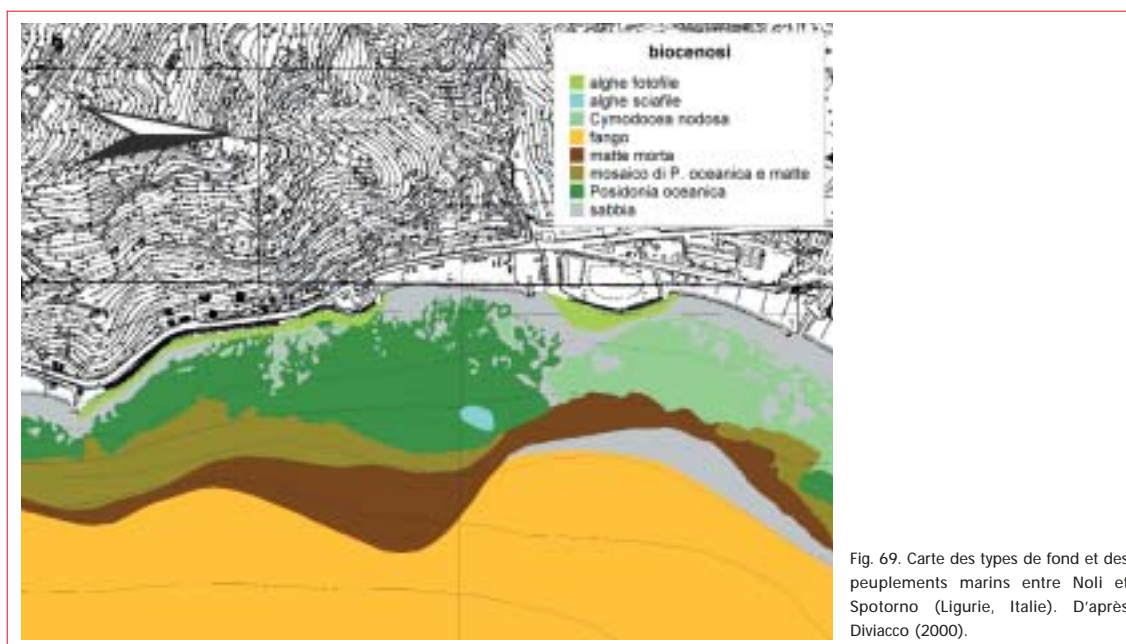 biocenosi
alghe fotofile
alghe sciafile
Cymodocea nodosa
fango
matte morta
mosaico di P. oceanica e matte
Posidonia oceanica
sabbia
Fig. 69. Carte des types de fond et des
peuplements marins entre Noli et
Spotorno (Ligurie, Italie). D'après
Diviacco (2000).